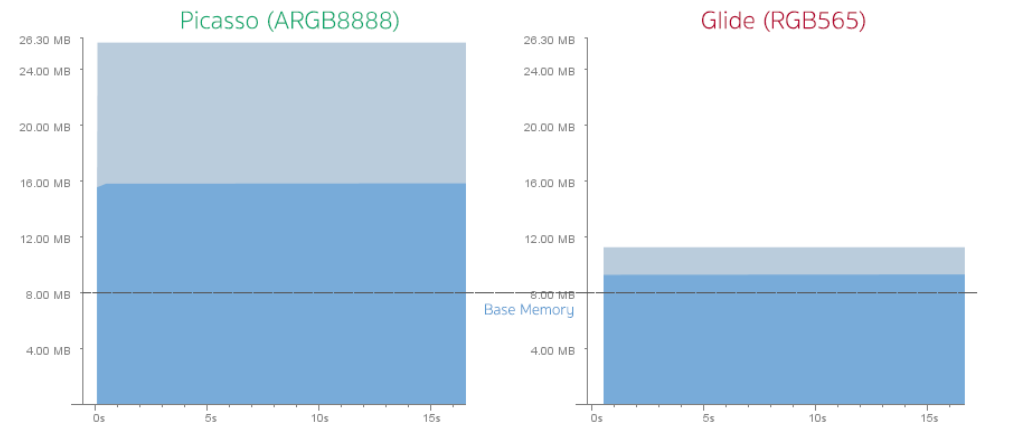 Picasso (ARGB8888)
26.30 MB
24.00 MB
20.00 MB
16.00 MB
12.00 MB
8.00 MB
4.00 MB
0s 5s 10s 15s
Base Memory
Glide (RGB565)
26.30 MB
24.00 MB
20.00 MB
16.00 MB
12.00 MB
8.00 MB
4.00 MB
0s 5s 10s 15s